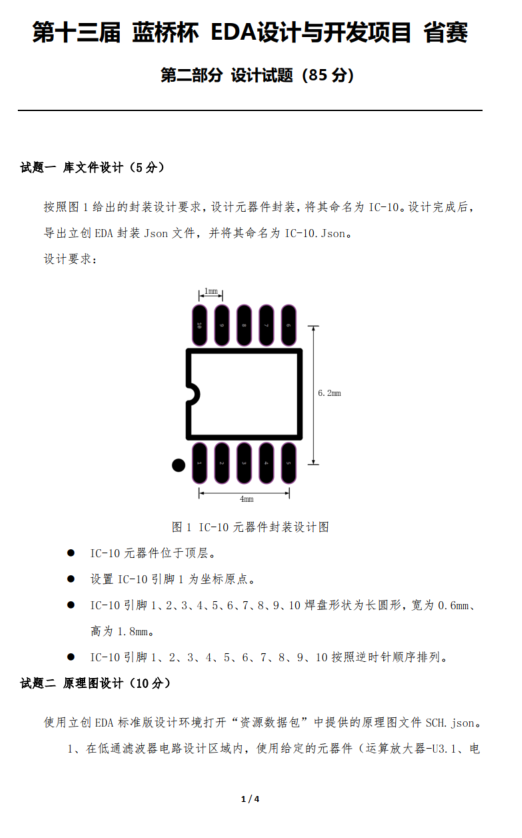 第十三届 蓝桥杯 EDA设计与开发项目 省赛
第二部分 设计试题（85 分）
试题一 库文件设计（5 分）
按照图 1 给出的封装设计要求，设计元器件封装，将其命名为 IC-10。设计完成后，
导出立创 EDA 封装 Json 文件，并将其命名为 IC-10.Json。
设计要求：
1mm
10 9 8 7 6
6.2mm
1 2 3 4 5
4mm
图 1 IC-10 元器件封装设计图
● IC-10 元器件位于顶层。
● 设置 IC-10 引脚 1 为坐标原点。
● IC-10 引脚 1、2、3、4、5、6、7、8、9、10 焊盘形状为长圆形，宽为 0.6mm、
高为 1.8mm。
● IC-10 引脚 1、2、3、4、5、6、7、8、9、10 按照逆时针顺序排列。
试题二 原理图设计（10 分）
使用立创 EDA 标准版设计环境打开“资源数据包”中提供的原理图文件 SCH.json。
1、在低通滤波器电路设计区域内，使用给定的元器件（运算放大器-U3.1、电
1 / 4